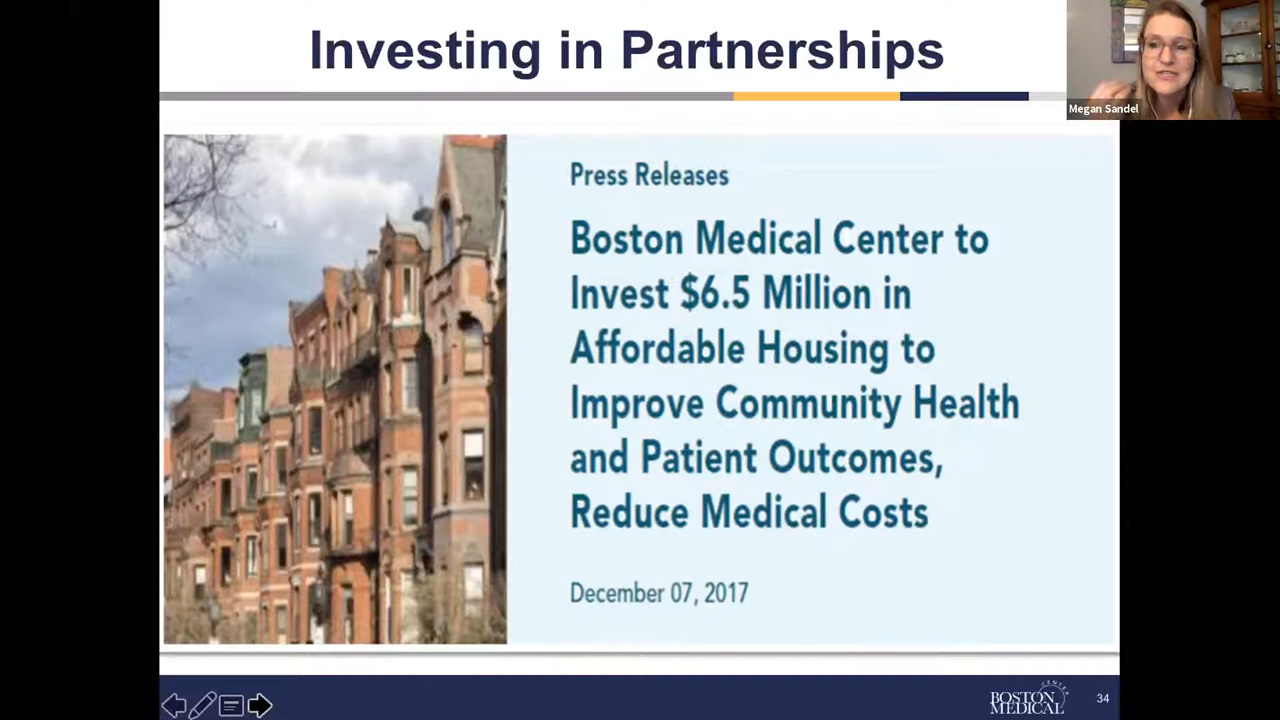 Investing in Partnerships
Megan Sandel
Press Releases
Boston Medical Center to
Invest $6.5 Million in
Affordable Housing to
Improve Community Health
and Patient Outcomes,
Reduce Medical Costs
December 07, 2017
BOSTON
MEDICAL
CENTER
34